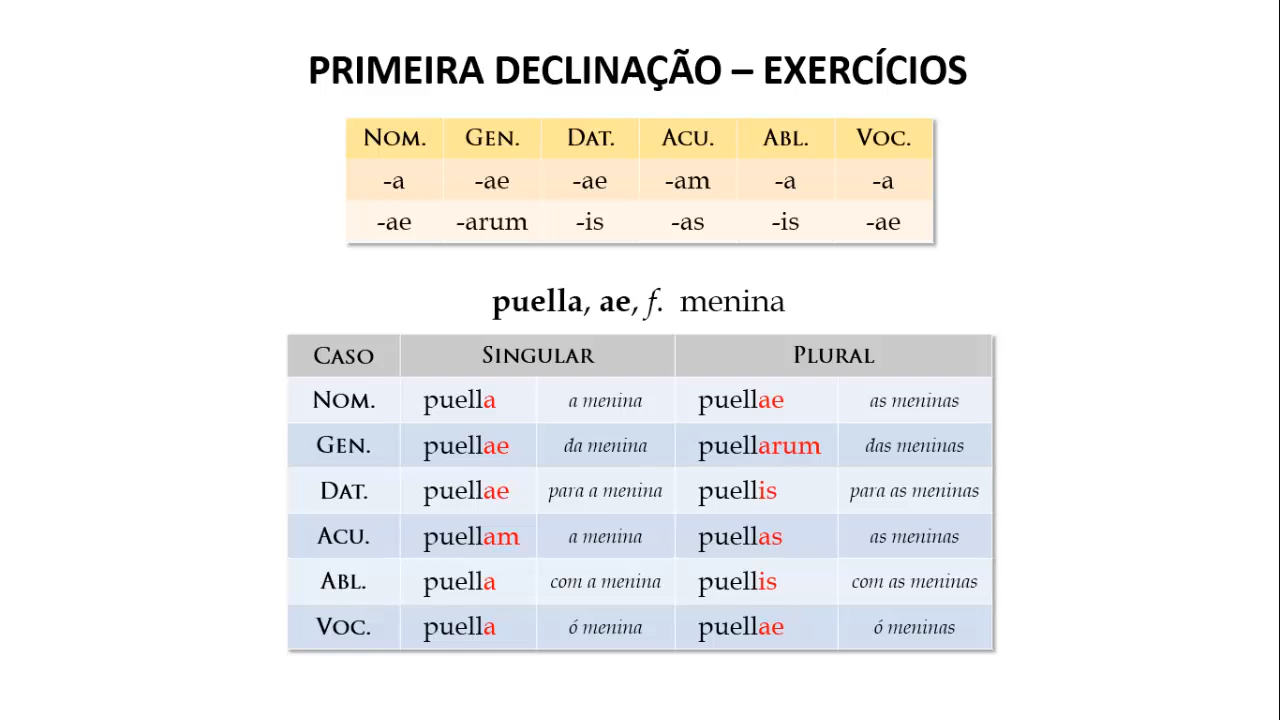 PRIMEIRA DECLINAÇÃO – EXERCÍCIOS
NOM. GEN. DAT. ACU. ABL. VOC.
-a -ae -ae -am -a -a
-ae -arum -is -as -is -ae
puella, ae, f. menina
CASO SINGULAR PLURAL
NOM. puella a menina puellae as meninas
GEN. puellae da menina puellarum das meninas
DAT. puellae para a menina puellis para as meninas
ACU. puellam a menina puellas as meninas
ABL. puella com a menina puellis com as meninas
VOC. puella ó menina puellae ó meninas